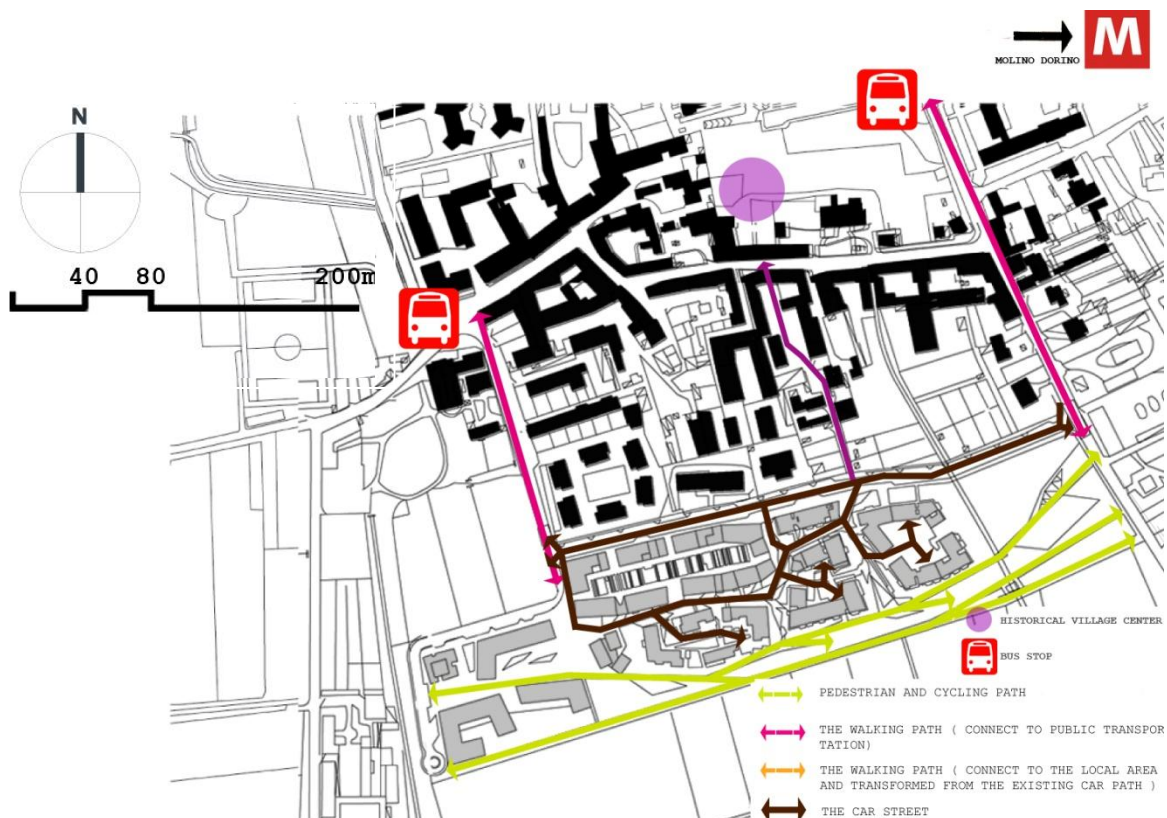 M
MOLINO DORINO
N
40 80 200m
HISTORICAL VILLAGE CENTER
BUS STOP
PEDESTRIAN AND CYCLING PATH
THE WALKING PATH ( CONNECT TO PUBLIC TRANSPOR
TATION)
THE WALKING PATH ( CONNECT TO THE LOCAL AREA
AND TRANSFORMED FROM THE EXISTING CAR PATH )
THE CAR STREET